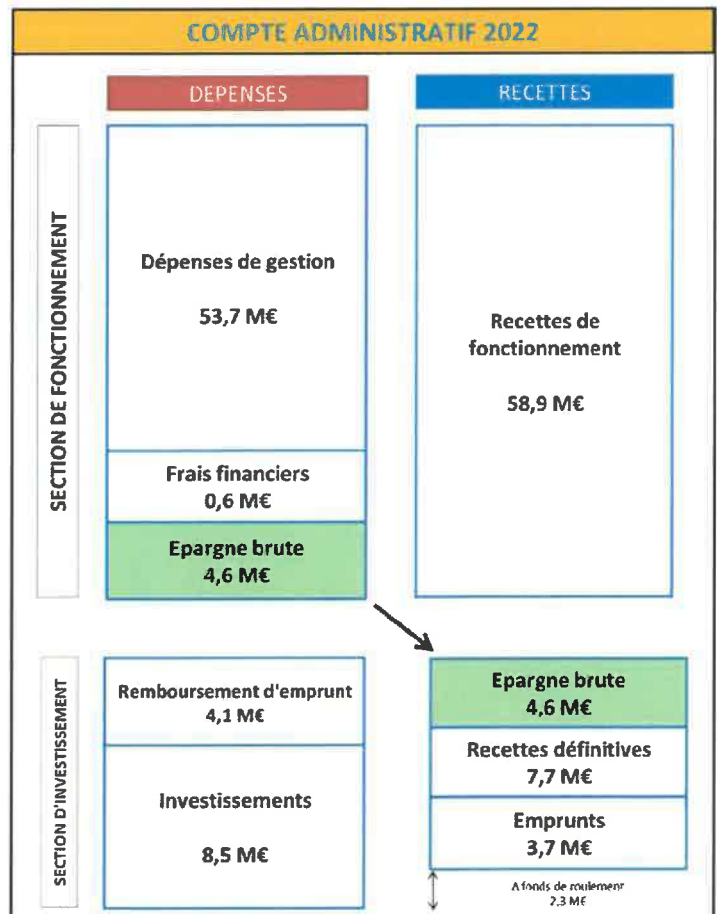 COMPTE ADMINISTRATIF 2022
DEPENSES
RECETTES
SECTION DE FONCTIONNEMENT
Dépenses de gestion
53,7 M€
Recettes de
fonctionnement
58,9 M€
Frais financiers
0,6 M€
Epargne brute
4,6 M€
SECTION D'INVESTISSEMENT
Remboursement d'emprunt
4,1 M€
Investissements
8,5 M€
Epargne brute
4,6 M€
Recettes définitives
7,7 M€
Emprunts
3,7 M€
Δ fonds de roulement
2,3 M€